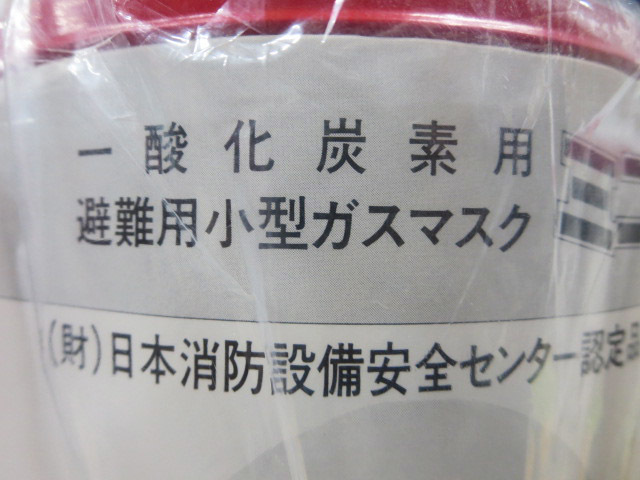 一酸化炭素用
避難用小型ガスマスク
(財)日本消防設備安全センター認定品